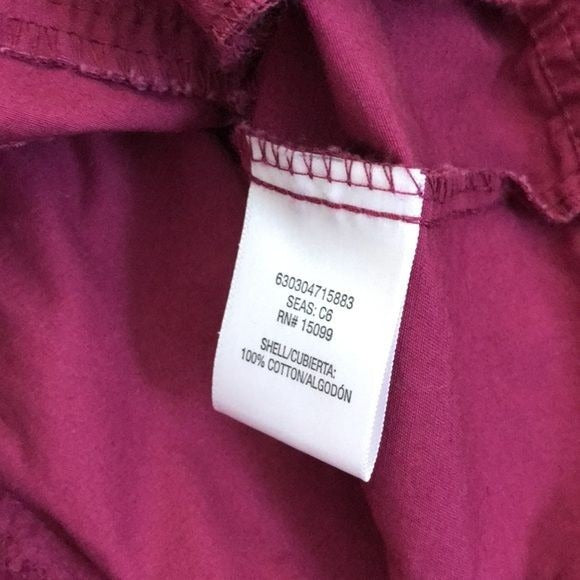 630304715883
SEAS: C6
RN# 15099
SHELL/CUBIERTA:
100% COTTON/ALGODÓN